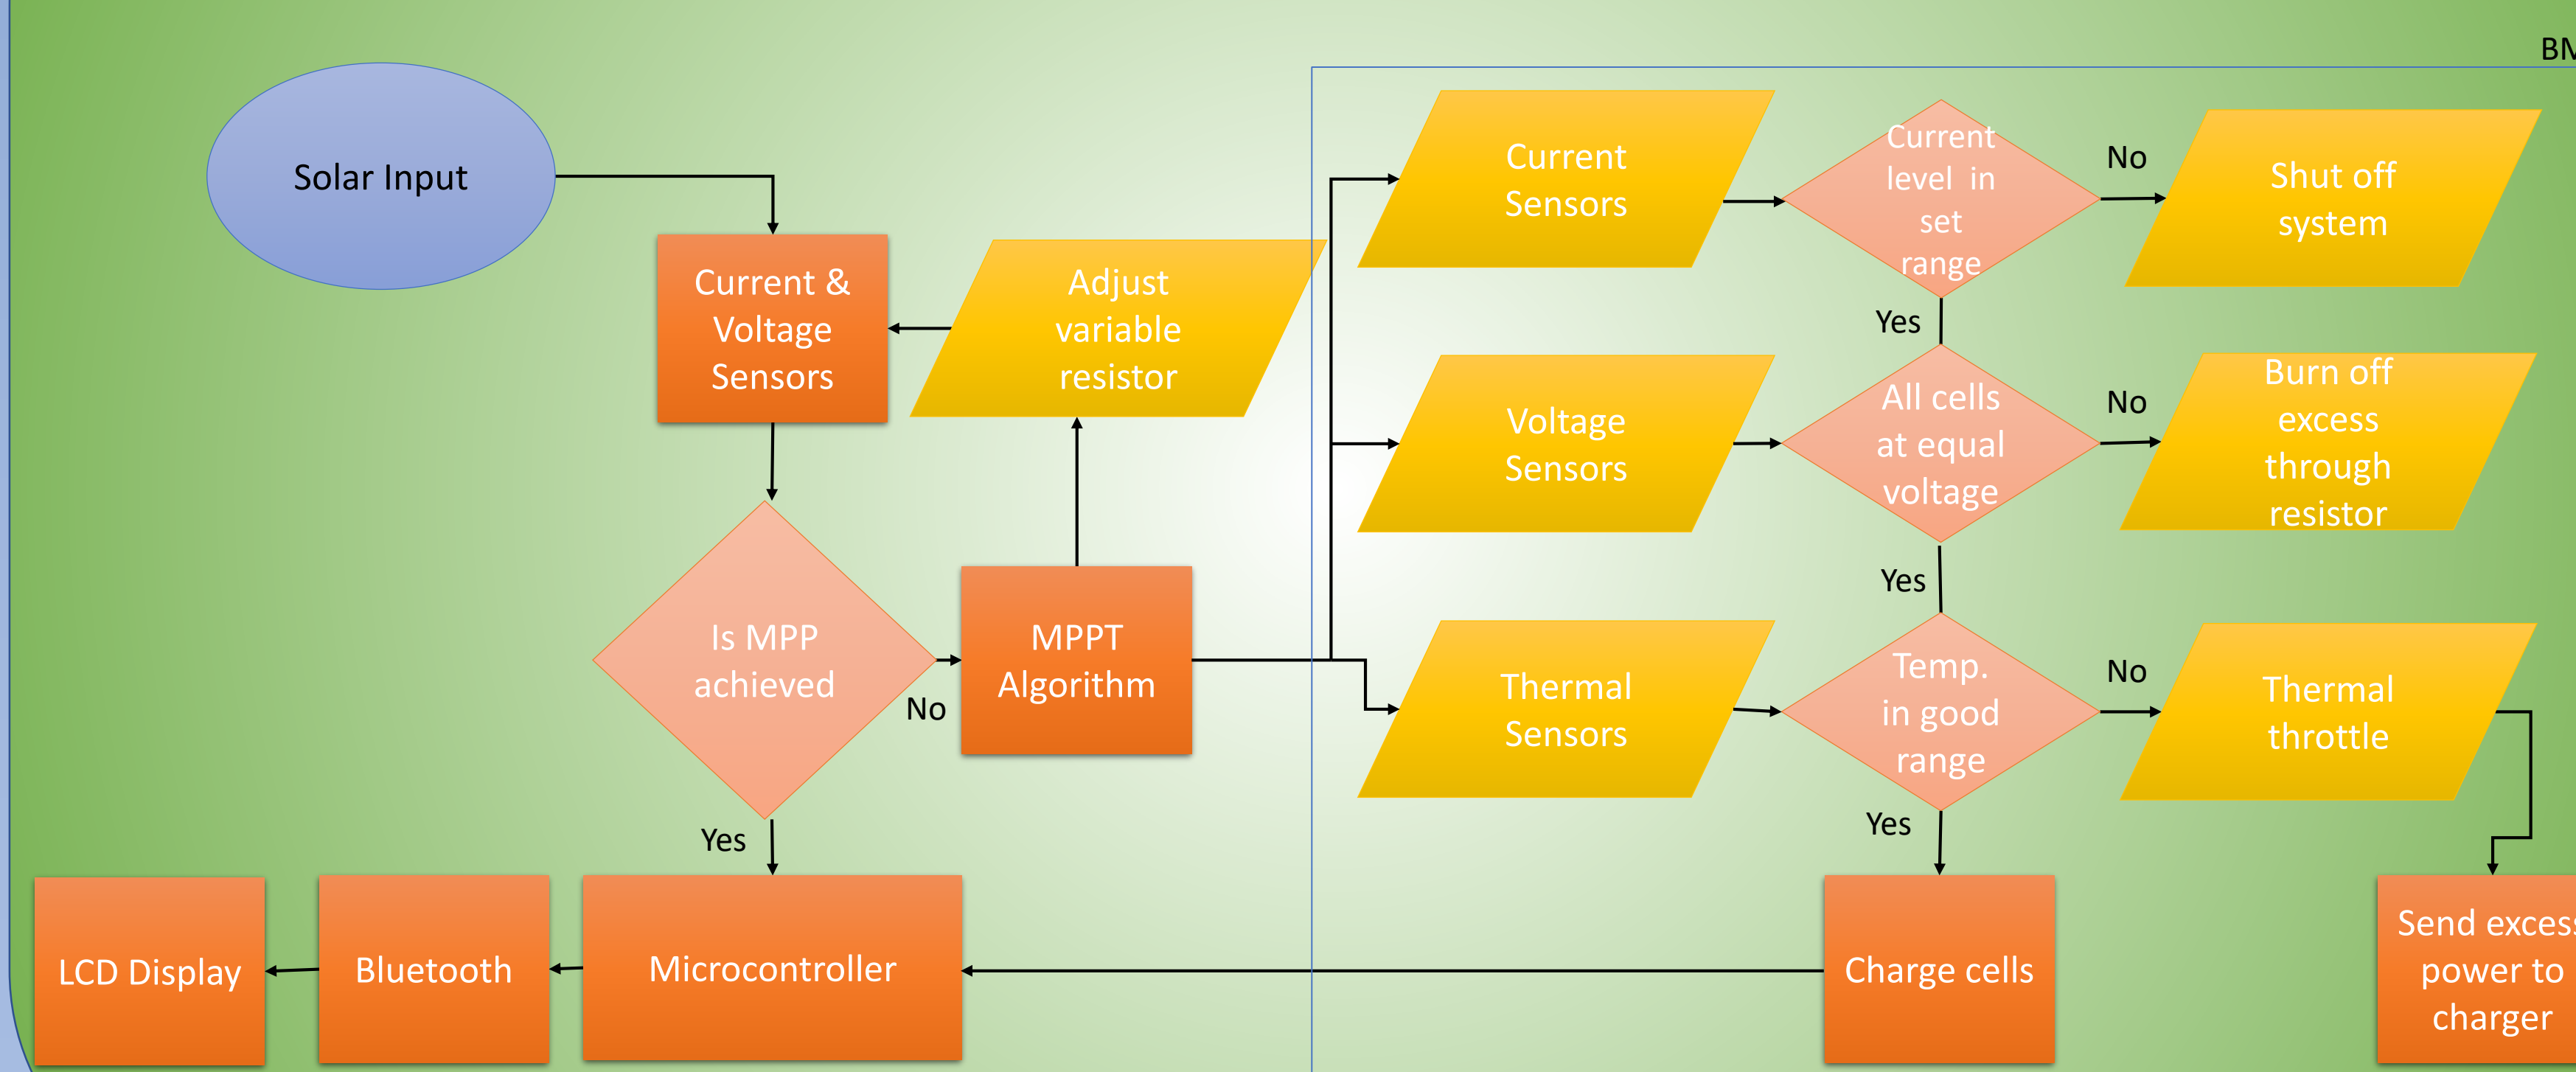 BM
Solar Input
Current &
Voltage
Sensors
Adjust
variable
resistor
Is MPP
achieved
No
MPPT
Algorithm
Yes
LCD Display
Bluetooth
Microcontroller
Current
Sensors
Current
level in
set
range
No
Shut off
system
Yes
Voltage
Sensors
All cells
at equal
voltage
No
Burn off
excess
through
resistor
Yes
Thermal
Sensors
Temp.
in good
range
No
Thermal
throttle
Yes
Charge cells
Send excess
power to
charger